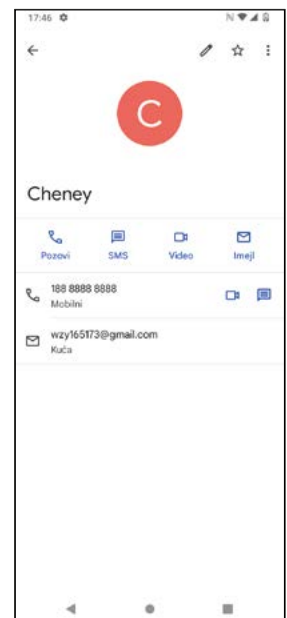 17:46
C
Cheney
Pozovi SMS Video Imejl
188 8888 8888
Mobilni
wzy165173@gmail.com
Kuća